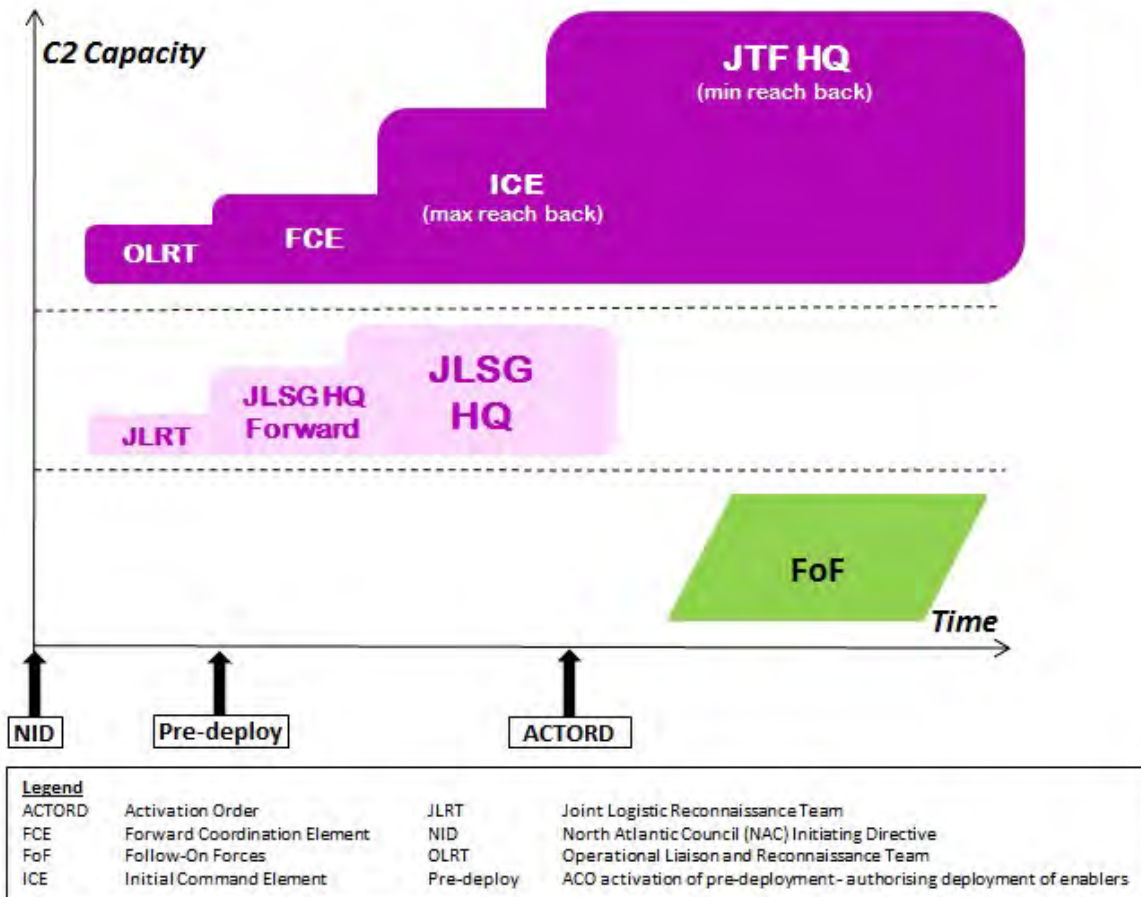 C2 Capacity
JTF HQ
(min reach back)
ICE
(max reach back)
FCE
OLRT
JLSG
HQ
JLSG HQ
Forward
JLRT
FoF
Time
NID
Pre-deploy
ACTORD
Legend
ACTORD Activation Order JLRT Joint Logistic Reconnaissance Team
FCE Forward Coordination Element NID North Atlantic Council (NAC) Initiating Directive
FoF Follow-On Forces OLRT Operational Liaison and Reconnaissance Team
ICE Initial Command Element Pre-deploy ACO activation of pre-deployment - authorising deployment of enablers